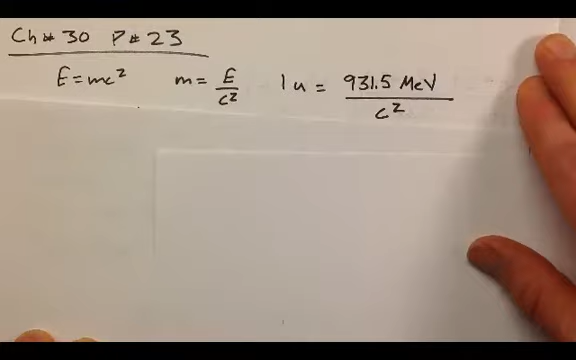 Ch# 30 P# 23
E = mc² m = E/c² 1 u = 931.5 MeV/c²